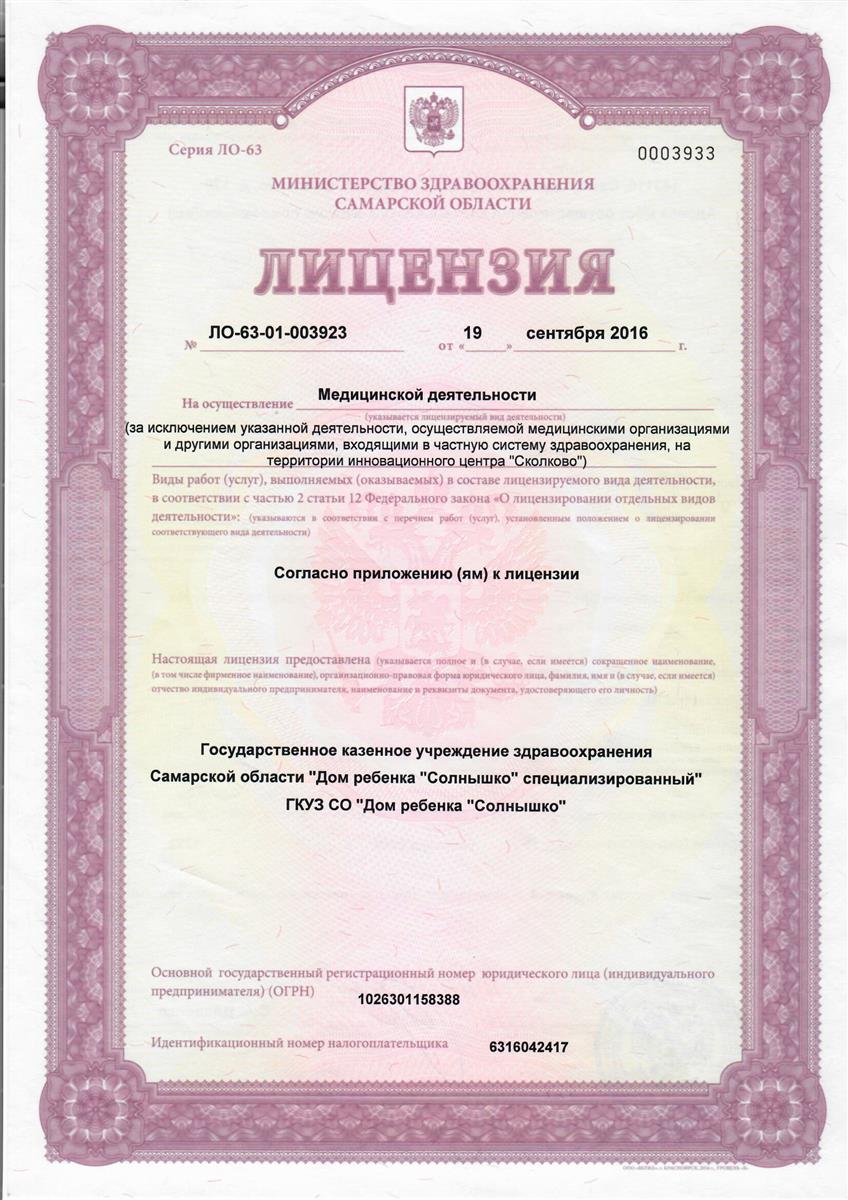 Серия ЛО-63
0003933
МИНИСТЕРСТВО ЗДРАВООХРАНЕНИЯ
САМАРСКОЙ ОБЛАСТИ
ЛИЦЕНЗИЯ
№ ЛО-63-01-003923 от « 19 » сентября 2016 г.
На осуществление Медицинской деятельности
(указывается лицензируемый вид деятельности)
(за исключением указанной деятельности, осуществляемой медицинскими организациями
и другими организациями, входящими в частную систему здравоохранения, на
территории инновационного центра "Сколково")
Виды работ (услуг), выполняемых (оказываемых) в составе лицензируемого вида деятельности,
в соответствии с частью 2 статьи 12 Федерального закона «О лицензировании отдельных видов
деятельности»: (указываются в соответствии с перечнем работ (услуг), установленным положением о лицензировании
соответствующего вида деятельности)
Согласно приложению (ям) к лицензии
Настоящая лицензия предоставлена (указывается полное и (в случае, если имеется) сокращенное наименование,
(в том числе фирменное наименование), организационно-правовая форма юридического лица, фамилия, имя и (в случае, если имеется)
отчество индивидуального предпринимателя, наименование и реквизиты документа, удостоверяющего его личность)
Государственное казенное учреждение здравоохранения
Самарской области "Дом ребенка "Солнышко" специализированный"
ГКУЗ СО "Дом ребенка "Солнышко"
Основной государственный регистрационный номер юридического лица (индивидуального
предпринимателя) (ОГРН) 1026301158388
Идентификационный номер налогоплательщика 6316042417